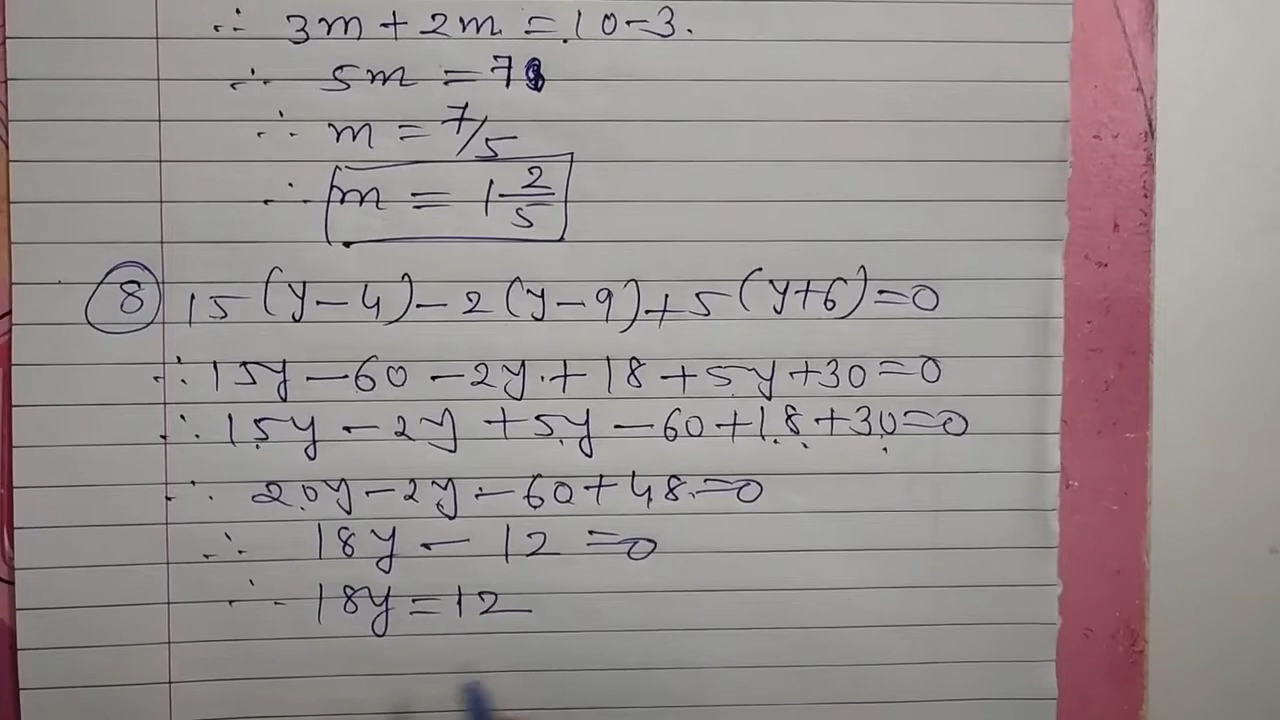 ∴ 3m + 2m = 10 - 3.
∴ 5m = 7
∴ m = 7/5
∴ m = 1 2/5
8 15(y-4)-2(y-9)+5(y+6)=0
∴ 15y - 60 - 2y + 18 + 5y + 30 = 0
∴ 15y - 2y + 5y - 60 + 18 + 30 = 0
∴ 20y - 2y - 60 + 48 = 0
∴ 18y - 12 = 0
∴ 18y = 12